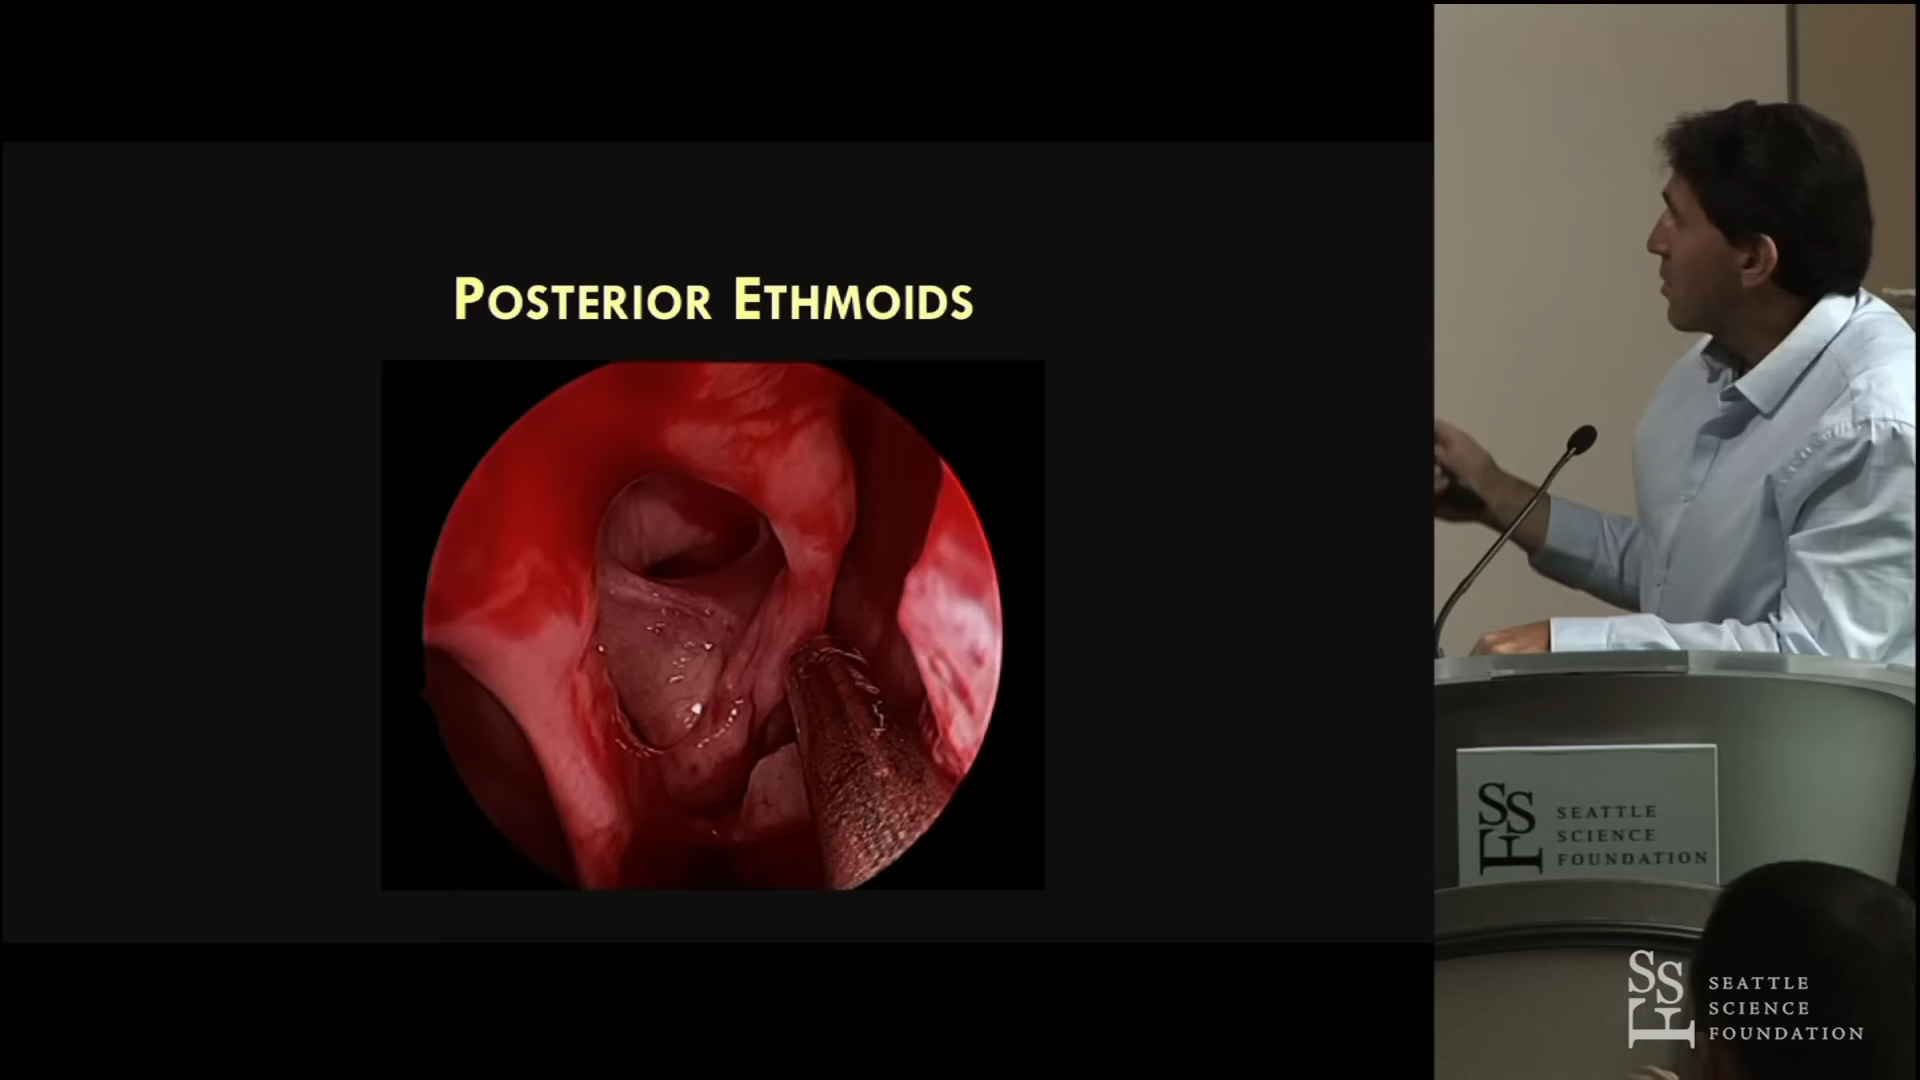 POSTERIOR ETHMOIDS
SSF
SEATTLE
SCIENCE
FOUNDATION
SSF
SEATTLE
SCIENCE
FOUNDATION